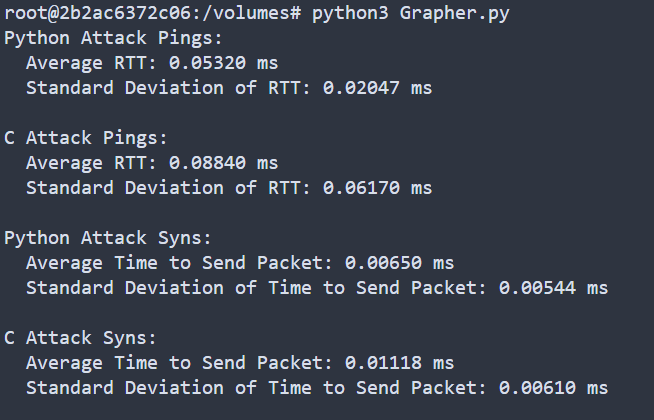 root@2b2ac6372c06:/volumes# python3 Grapher.py
Python Attack Pings:
  Average RTT: 0.05320 ms
  Standard Deviation of RTT: 0.02047 ms

C Attack Pings:
  Average RTT: 0.08840 ms
  Standard Deviation of RTT: 0.06170 ms

Python Attack Syns:
  Average Time to Send Packet: 0.00650 ms
  Standard Deviation of Time to Send Packet: 0.00544 ms

C Attack Syns:
  Average Time to Send Packet: 0.01118 ms
  Standard Deviation of Time to Send Packet: 0.00610 ms